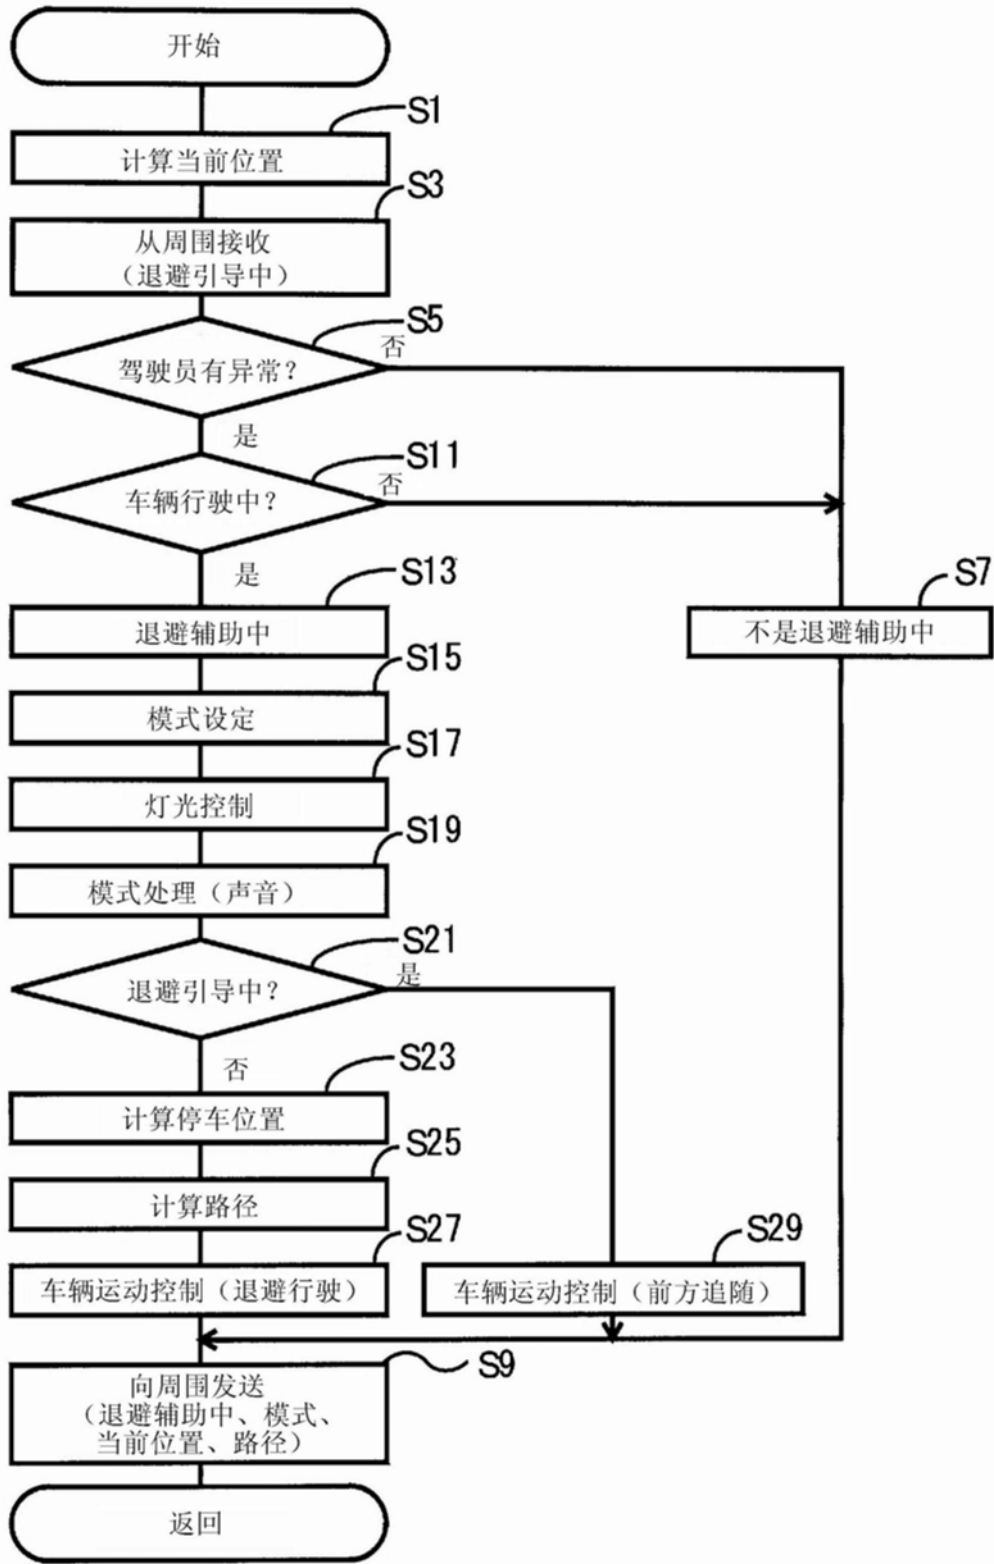 开始
S1
计算当前位置
S3
从周围接收
（退避引导中）
S5
驾驶员有异常？
否
是
S11
车辆行驶中？
否
是
S13
退避辅助中
S7
不是退避辅助中
S15
模式设定
S17
灯光控制
S19
模式处理（声音）
S21
退避引导中？
是
否
S23
计算停车位置
S25
计算路径
S27
车辆运动控制（退避行驶）
S29
车辆运动控制（前方追随）
S9
向周围发送
（退避辅助中、模式、
当前位置、路径）
返回